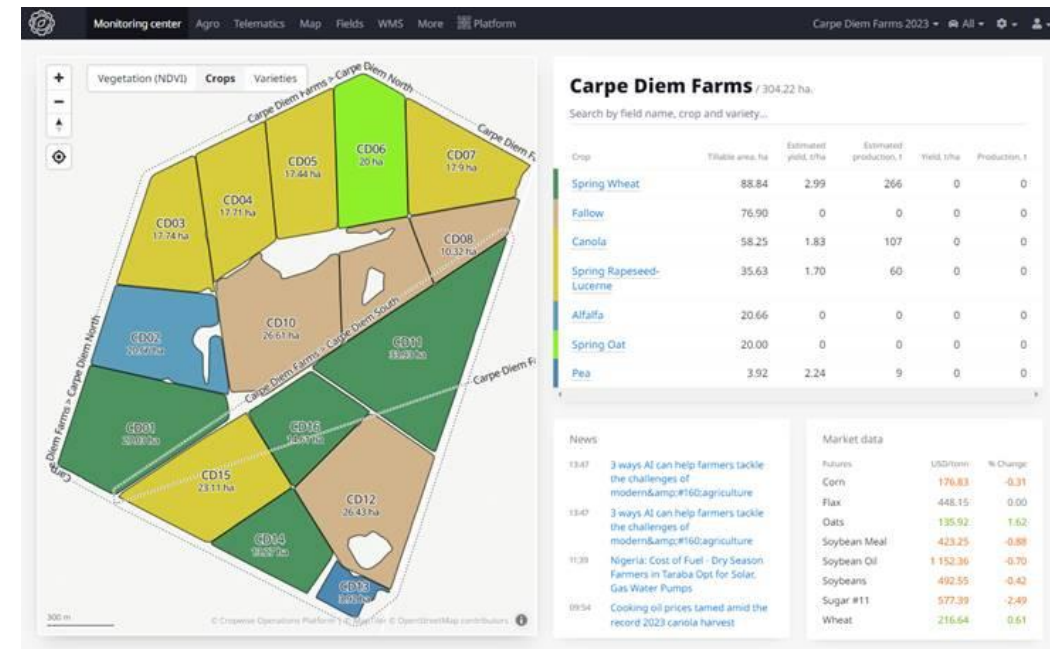 Monitoring center Agro Telematics Map Fields WMS More Platform Carpe Diem Farms 2023 All
Vegetation (NDVI) Crops Varieties
Carpe Diem Farms > Carpe Diem North
CD06
20 ha
CD07
17.9 ha
CD05
17.44 ha
CD04
17.71 ha
CD03
17.74 ha
CD08
10.32 ha
CD02
20.66 ha
CD10
26.61 ha
CD11
Carpe Diem Farms > Carpe Diem North
Carpe Diem Farms > Carpe Diem South
CD01
CD16
CD15
23.11 ha
CD12
26.43 ha
CD14
CD13
3.92 ha
300 m
© Cropwise Operations Platform | © MapTiler © OpenStreetMap contributors
Carpe Diem Farms / 304.22 ha.
Search by field name, crop and variety...
Crop Tillable area, ha Estimated yield, t/ha Estimated production, t Yield, t/ha Production, t
Spring Wheat 88.84 2.99 266 0 0
Fallow 76.90 0 0 0 0
Canola 58.25 1.83 107 0 0
Spring Rapeseed-
Lucerne 35.63 1.70 60 0 0
Alfalfa 20.66 0 0 0 0
Spring Oat 20.00 0 0 0 0
Pea 3.92 2.24 9 0 0
News
13:47 3 ways AI can help farmers tackle
the challenges of
modern&amp;#160;agriculture
13:47 3 ways AI can help farmers tackle
the challenges of
modern&amp;#160;agriculture
11:39 Nigeria: Cost of Fuel - Dry Season
Farmers in Taraba Opt for Solar,
Gas Water Pumps
09:54 Cooking oil prices tamed amid the
record 2023 canola harvest
Market data
Futures USD/tonn % Change
Corn 176.83 -0.31
Flax 448.15 0.00
Oats 135.92 1.62
Soybean Meal 423.25 -0.88
Soybean Oil 1 152.36 -0.70
Soybeans 492.55 -0.42
Sugar #11 577.39 -2.49
Wheat 216.64 0.61